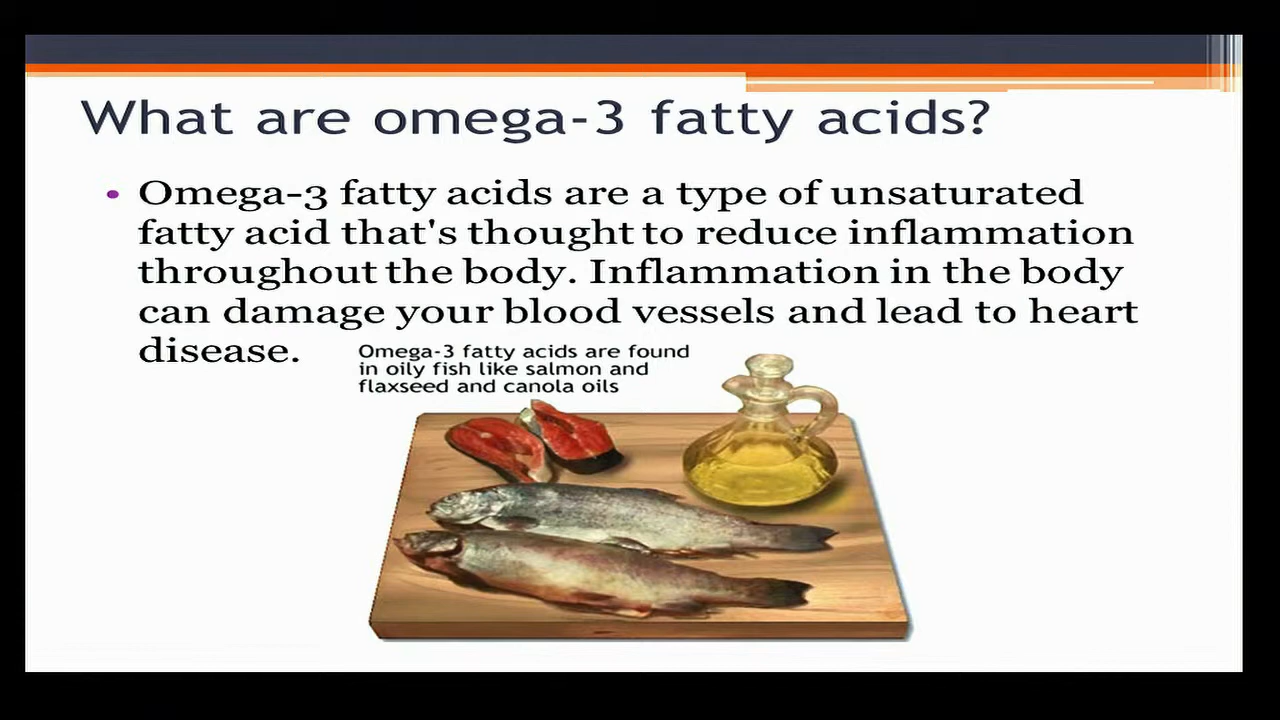 What are omega-3 fatty acids?
• Omega-3 fatty acids are a type of unsaturated
fatty acid that's thought to reduce inflammation
throughout the body. Inflammation in the body
can damage your blood vessels and lead to heart
disease.
Omega-3 fatty acids are found
in oily fish like salmon and
flaxseed and canola oils